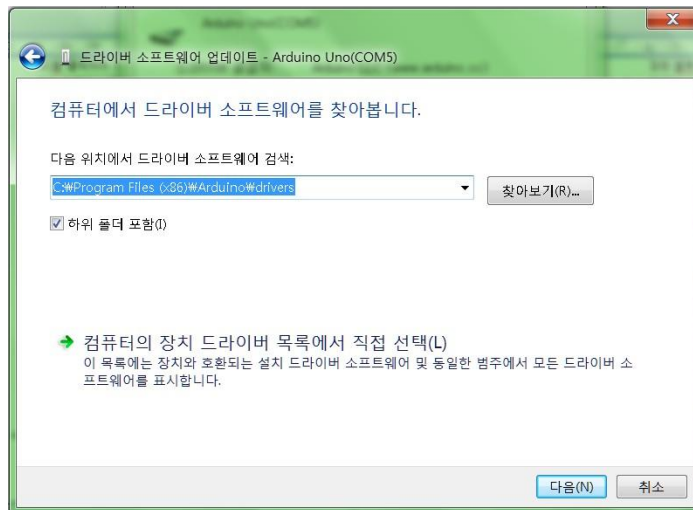 드라이버 소프트웨어 업데이트 - Arduino Uno(COM5)
컴퓨터에서 드라이버 소프트웨어를 찾아봅니다.
다음 위치에서 드라이버 소프트웨어 검색:
C:₩Program Files (x86)₩Arduino₩drivers
찾아보기(R)...
하위 폴더 포함(I)
컴퓨터의 장치 드라이버 목록에서 직접 선택(L)
이 목록에는 장치와 호환되는 설치 드라이버 소프트웨어 및 동일한 범주에서 모든 드라이버 소
프트웨어를 표시합니다.
다음(N)
취소